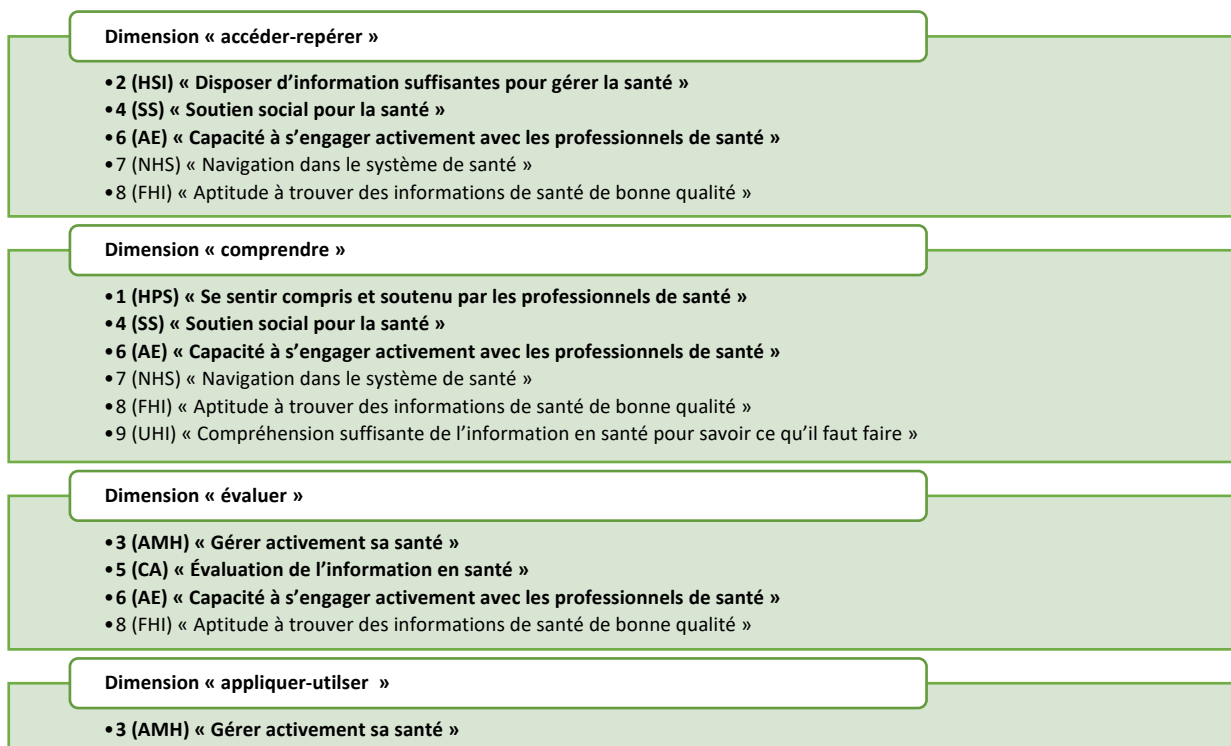 Dimension « accéder-repérer »
•2 (HSI) « Disposer d’information suffisantes pour gérer la santé »
•4 (SS) « Soutien social pour la santé »
•6 (AE) « Capacité à s’engager activement avec les professionnels de santé »
•7 (NHS) « Navigation dans le système de santé »
•8 (FHI) « Aptitude à trouver des informations de santé de bonne qualité »
Dimension « comprendre »
•1 (HPS) « Se sentir compris et soutenu par les professionnels de santé »
•4 (SS) « Soutien social pour la santé »
•6 (AE) « Capacité à s’engager activement avec les professionnels de santé »
•7 (NHS) « Navigation dans le système de santé »
•8 (FHI) « Aptitude à trouver des informations de santé de bonne qualité »
•9 (UHI) « Compréhension suffisante de l’information en santé pour savoir ce qu’il faut faire »
Dimension « évaluer »
•3 (AMH) « Gérer activement sa santé »
•5 (CA) « Évaluation de l’information en santé »
•6 (AE) « Capacité à s’engager activement avec les professionnels de santé »
•8 (FHI) « Aptitude à trouver des informations de santé de bonne qualité »
Dimension « appliquer-utilser  »
•3 (AMH) « Gérer activement sa santé »